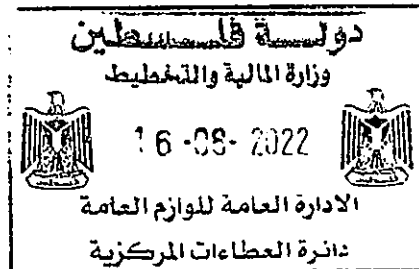 دولة فلسطين
وزارة المالية والتخطيط
16-08-2022
الادارة العامة للوازم العامة
دائرة العطاءات المركزية